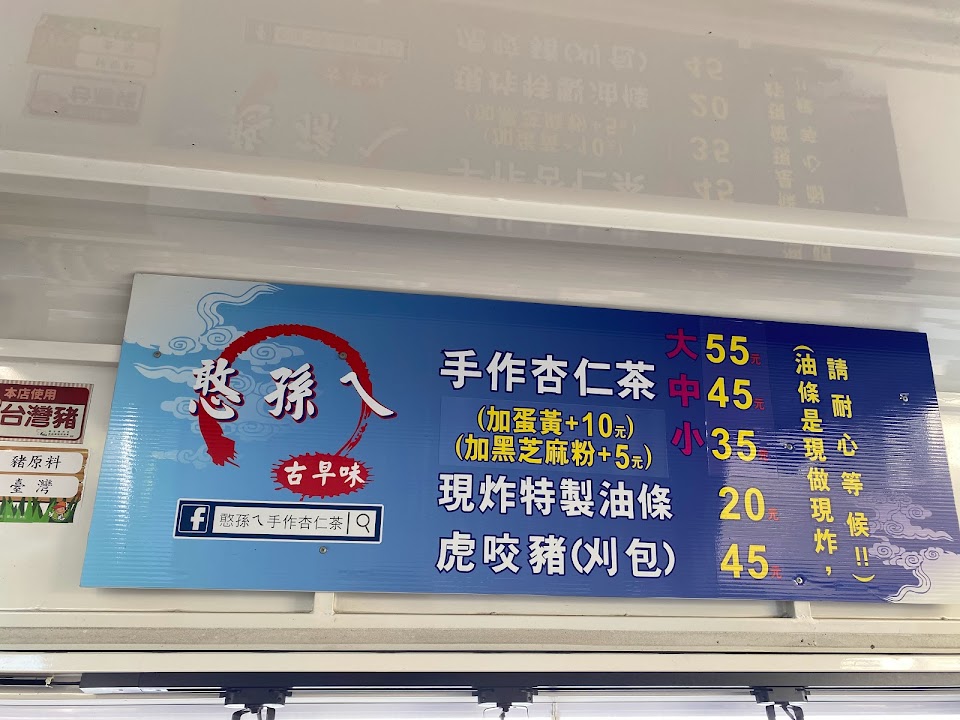 本店使用
台灣豬
豬原料
臺灣
憨孫ㄟ
古早味
憨孫ㄟ手作杏仁茶
手作杏仁茶
大 55元
中 45元
小 35元
(加蛋黃+10元)
(加黑芝麻粉+5元)
現炸特製油條 20元
虎咬豬(刈包) 45元
請耐心等候!!)
(油條是現做現炸，